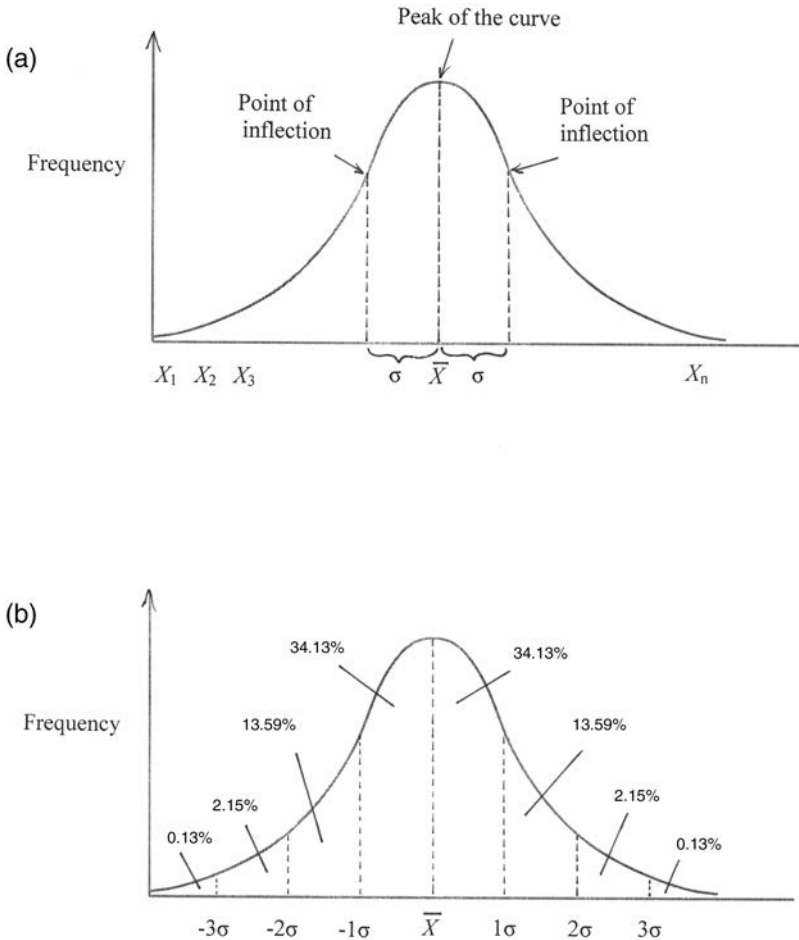 Peak of the curve
(a)
Point of
inflection
Point of
inflection
Frequency
X₁ X₂ X₃ σ X̅ σ Xₙ
(b)
34.13% 34.13%
Frequency
13.59% 13.59%
2.15% 2.15%
0.13% 0.13%
-3σ -2σ -1σ X̅ 1σ 2σ 3σ